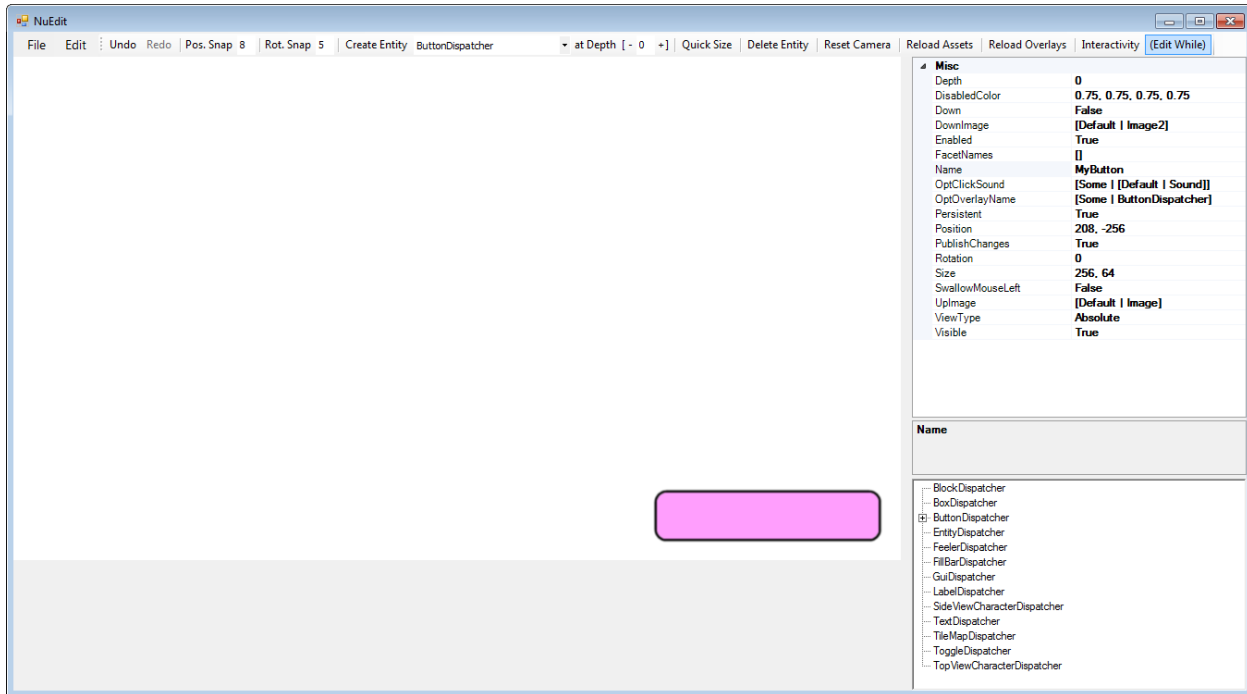 NuEdit
File Edit Undo Redo Pos. Snap 8 Rot. Snap 5 Create Entity ButtonDispatcher at Depth [ - 0 +] Quick Size Delete Entity Reset Camera Reload Assets Reload Overlays Interactivity (Edit While)
Misc
Depth 0
DisabledColor 0.75, 0.75, 0.75, 0.75
Down False
DownImage [Default | Image2]
Enabled True
FacetNames []
Name MyButton
OptClickSound [Some | [Default | Sound]]
OptOverlayName [Some | ButtonDispatcher]
Persistent True
Position 208, -256
PublishChanges True
Rotation 0
Size 256, 64
SwallowMouseLeft False
UpImage [Default | Image]
ViewType Absolute
Visible True
Name
BlockDispatcher
BoxDispatcher
ButtonDispatcher
EntityDispatcher
FeelerDispatcher
FillBarDispatcher
GuiDispatcher
LabelDispatcher
SideViewCharacterDispatcher
TextDispatcher
TileMapDispatcher
ToggleDispatcher
TopViewCharacterDispatcher